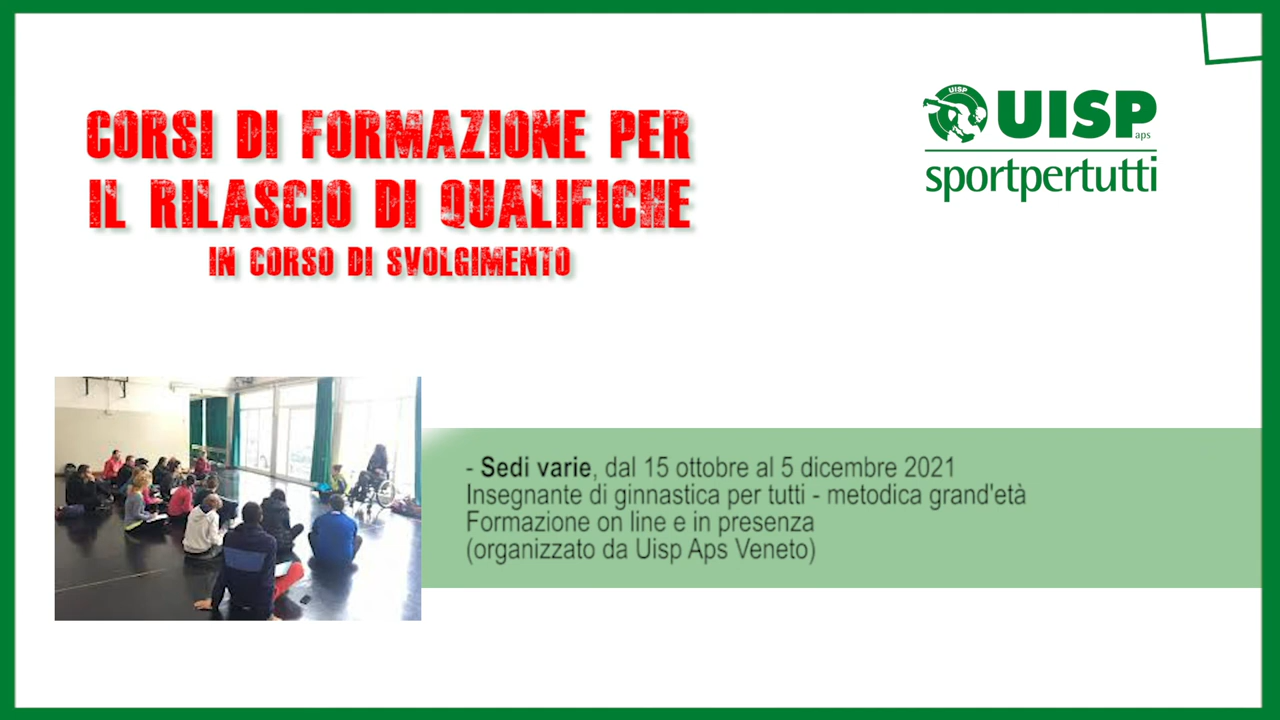 CORSI DI FORMAZIONE PER
IL RILASCIO DI QUALIFICHE
IN CORSO DI SVOLGIMENTO
UISP
UISP
aps
sportpertutti
- Sedi varie, dal 15 ottobre al 5 dicembre 2021
Insegnante di ginnastica per tutti - metodica grand'età
Formazione on line e in presenza
(organizzato da Uisp Aps Veneto)